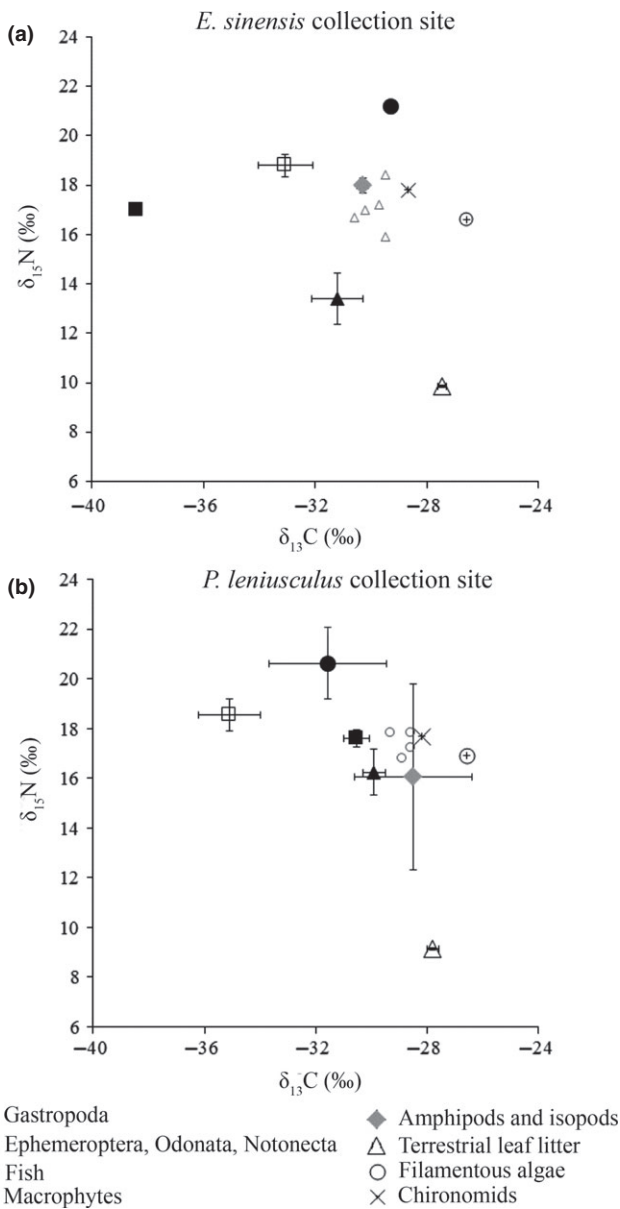 (a) E. sinensis collection site
24
22
20
18
16
14
12
10
8
6
δ15N (‰)
−40 −36 −32 −28 −24
δ13C (‰)
(b) P. leniusculus collection site
24
22
20
18
16
14
12
10
8
6
δ15N (‰)
−40 −36 −32 −28 −24
δ13C (‰)
Gastropoda
Ephemeroptera, Odonata, Notonecta
Fish
Macrophytes
Amphipods and isopods
Terrestrial leaf litter
Filamentous algae
Chironomids